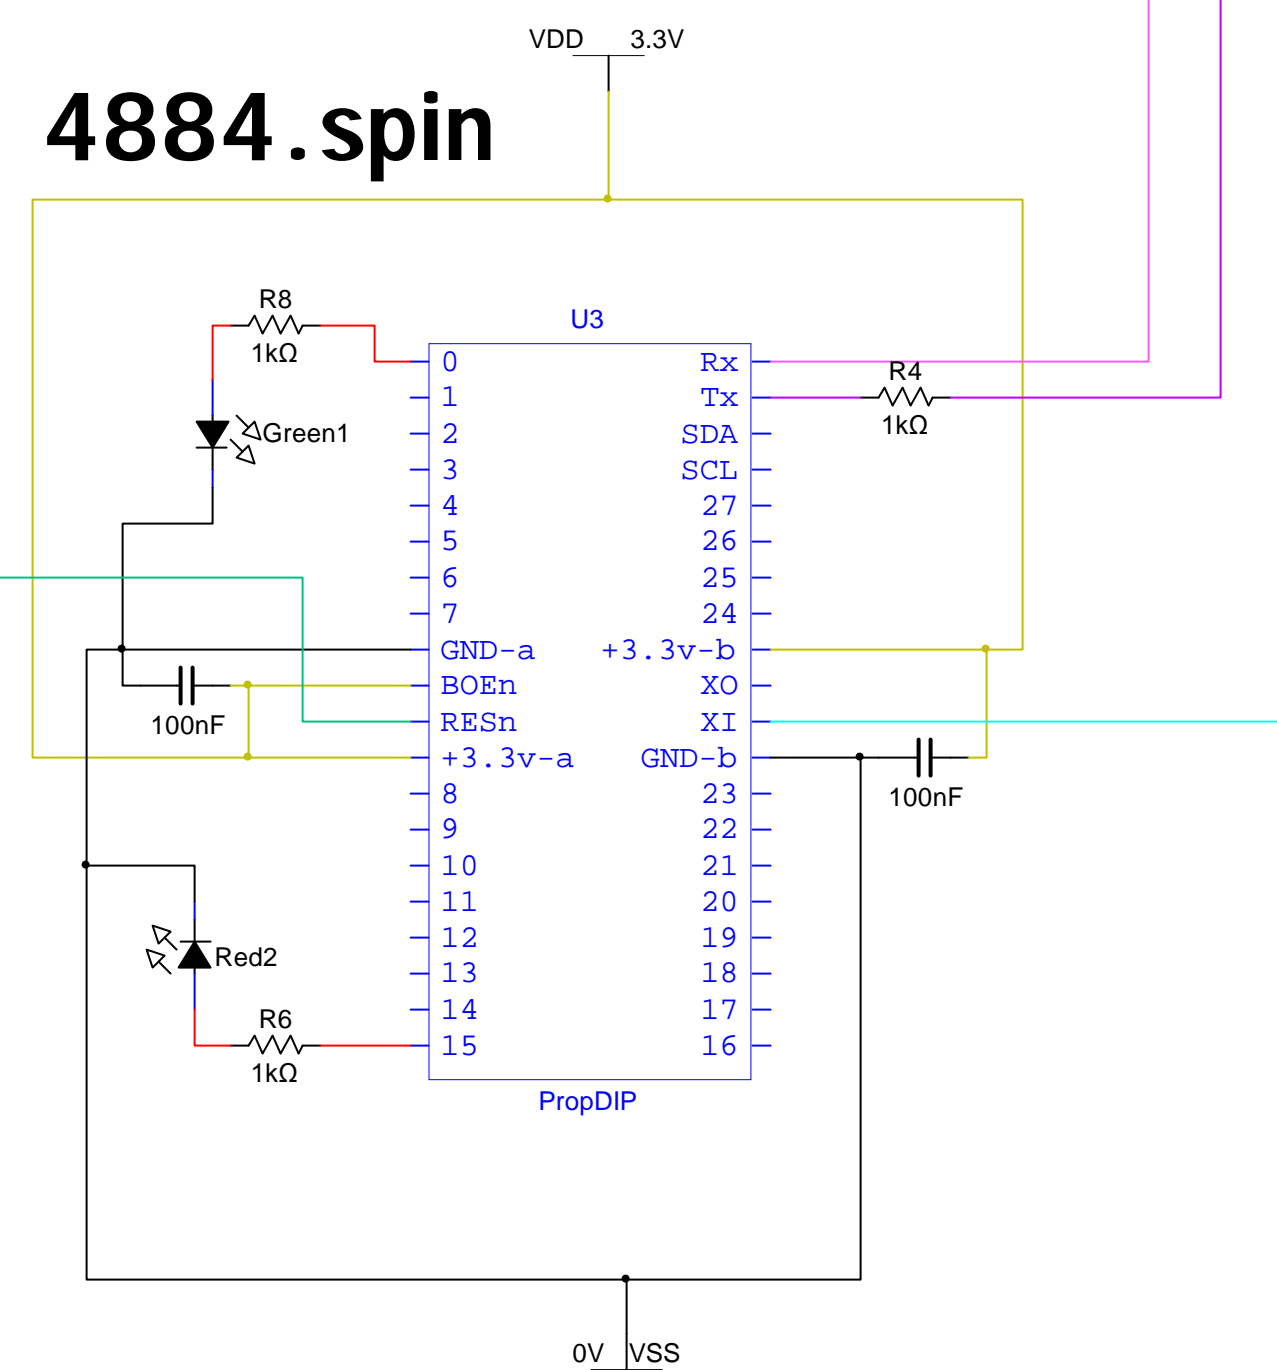 VDD 3.3V
4884.spin
R8
1kΩ
U3
Green1
0 Rx
1 Tx
R4
1kΩ
2 SDA
3 SCL
4 27
5 26
6 25
7 24
GND-a +3.3v-b
BOEn XO
RESn XI
+3.3v-a GND-b
100nF
100nF
8 23
9 22
10 21
11 20
12 19
13 18
14 17
15 16
Red2
R6
1kΩ
PropDIP
0V VSS